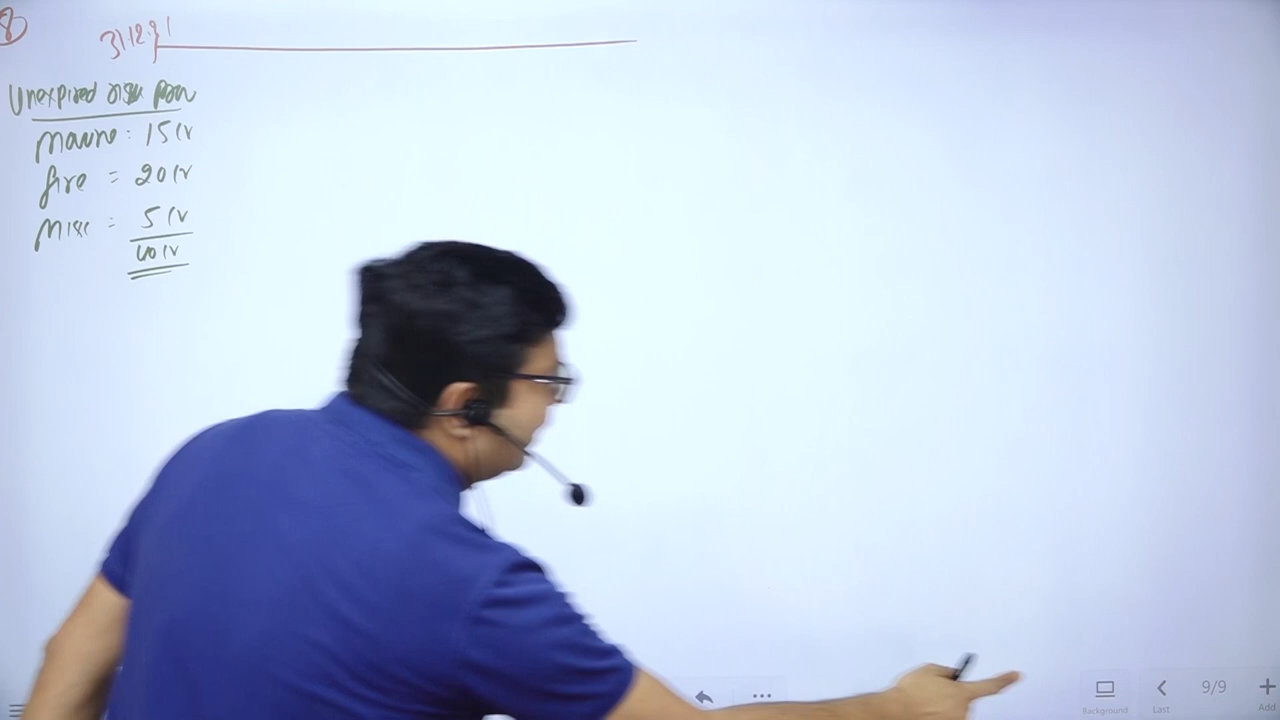 8
31.12.91
Unexpired risk
Marine : 15 Cr
fire = 20 Cr
Misc = 5 Cr
40 Cr
Background
Last
9/9
Add